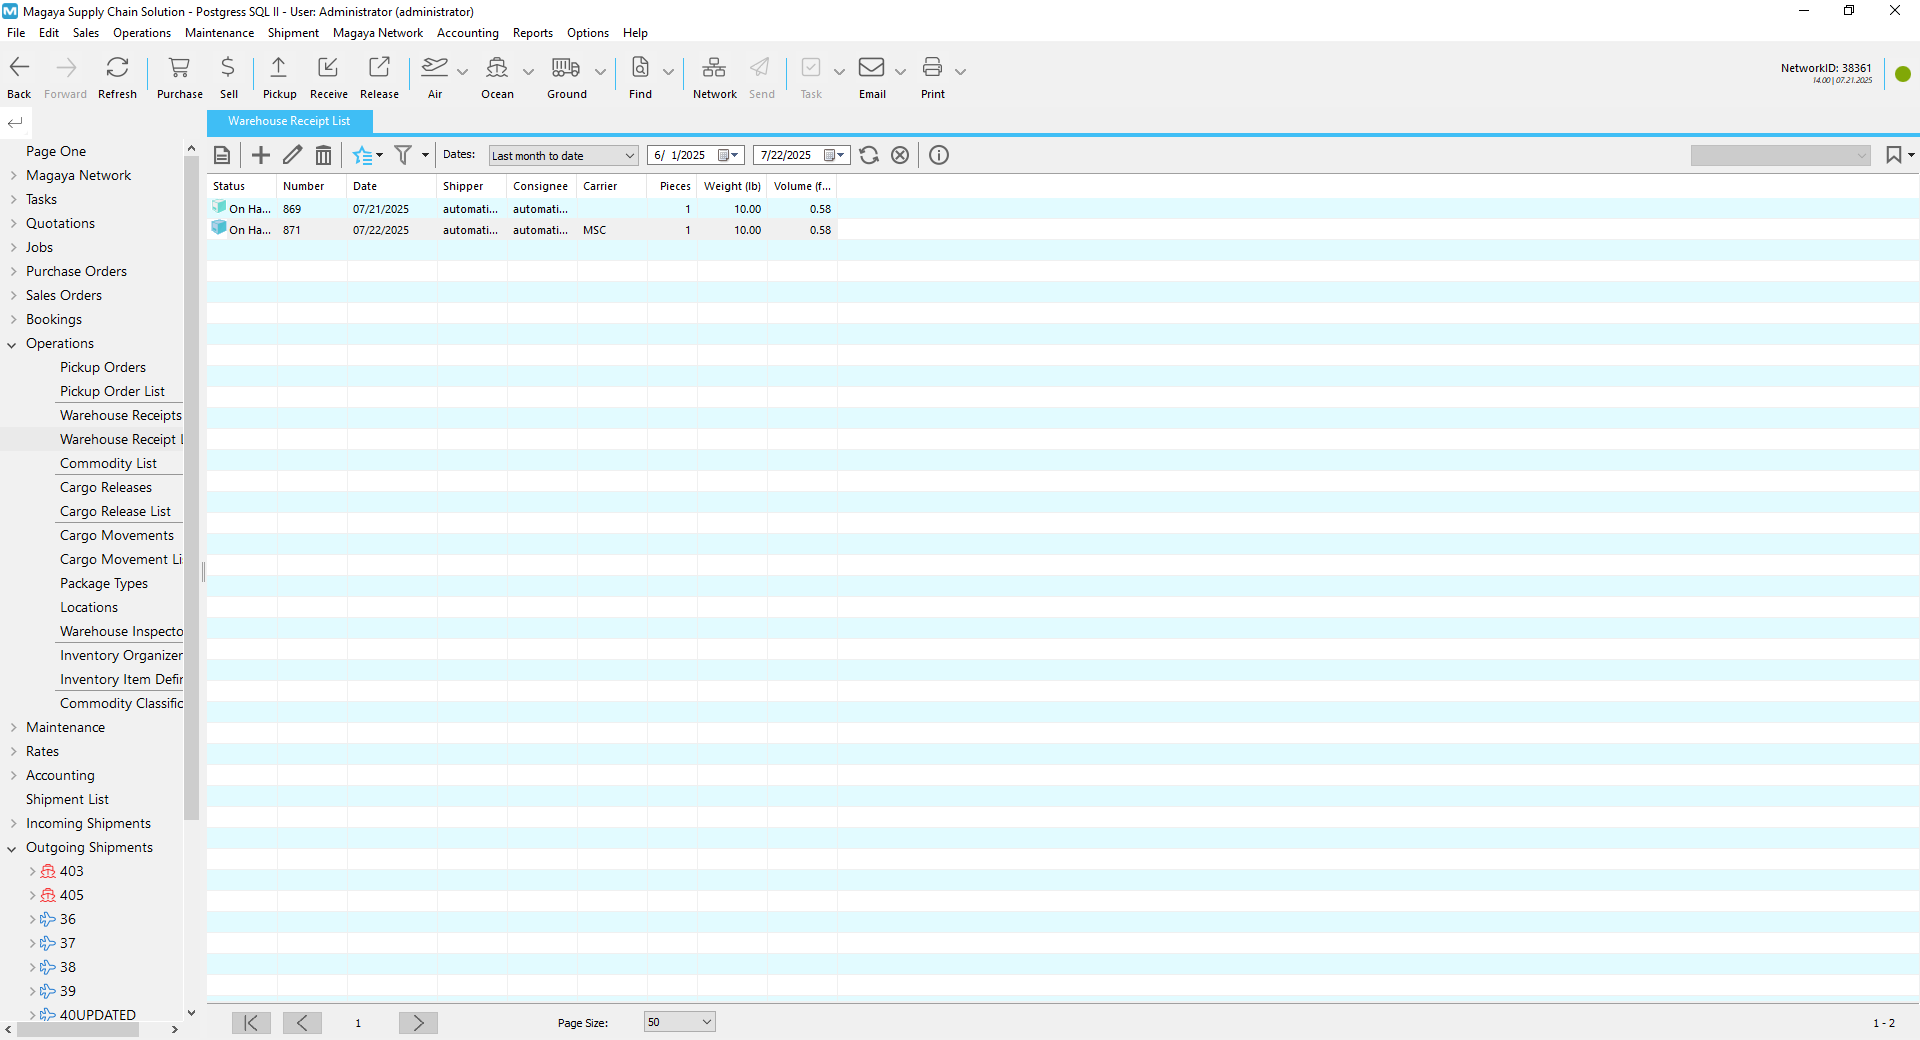 Magaya Supply Chain Solution - Postgress SQL II - User: Administrator (administrator)
File Edit Sales Operations Maintenance Shipment Magaya Network Accounting Reports Options Help
Back Forward Refresh Purchase Sell Pickup Receive Release Air Ocean Ground Find Network Send Task Email Print
NetworkID: 38361
14.00 | 07.21.2025
Warehouse Receipt List
Dates: Last month to date 6/ 1/2025 7/22/2025
Status Number Date Shipper Consignee Carrier Pieces Weight (lb) Volume (f...
On Ha... 869 07/21/2025 automati... automati... 1 10.00 0.58
On Ha... 871 07/22/2025 automati... automati... MSC 1 10.00 0.58
Page One
Magaya Network
Tasks
Quotations
Jobs
Purchase Orders
Sales Orders
Bookings
Operations
Pickup Orders
Pickup Order List
Warehouse Receipts
Warehouse Receipt L
Commodity List
Cargo Releases
Cargo Release List
Cargo Movements
Cargo Movement Li
Package Types
Locations
Warehouse Inspecto
Inventory Organizer
Inventory Item Defin
Commodity Classific
Maintenance
Rates
Accounting
Shipment List
Incoming Shipments
Outgoing Shipments
403
405
36
37
38
39
40UPDATED
1 Page Size: 50 1 - 2